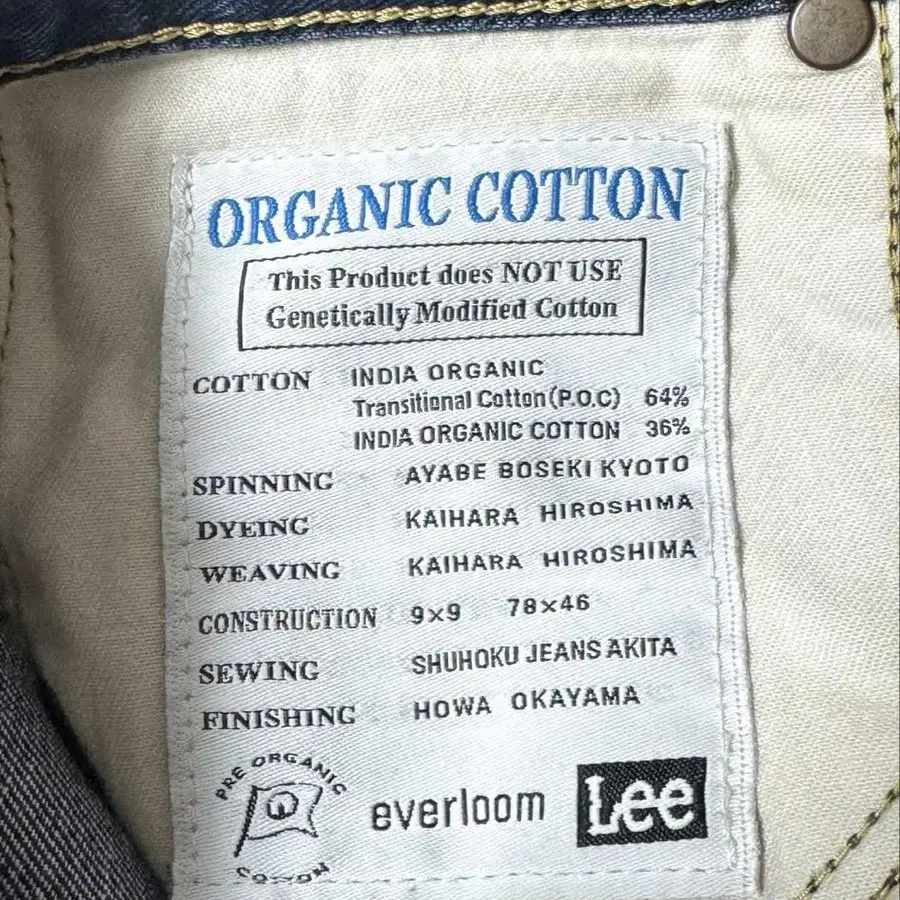 ORGANIC COTTON
This Product does NOT USE
Genetically Modified Cotton
COTTON INDIA ORGANIC
Transitional Cotton(P.O.C) 64%
INDIA ORGANIC COTTON 36%
SPINNING AYABE BOSEKI KYOTO
DYEING KAIHARA HIROSHIMA
WEAVING KAIHARA HIROSHIMA
CONSTRUCTION 9×9 78×46
SEWING SHUHOKU JEANS AKITA
FINISHING HOWA OKAYAMA
PRE ORGANIC
COTTON
everloom
Lee